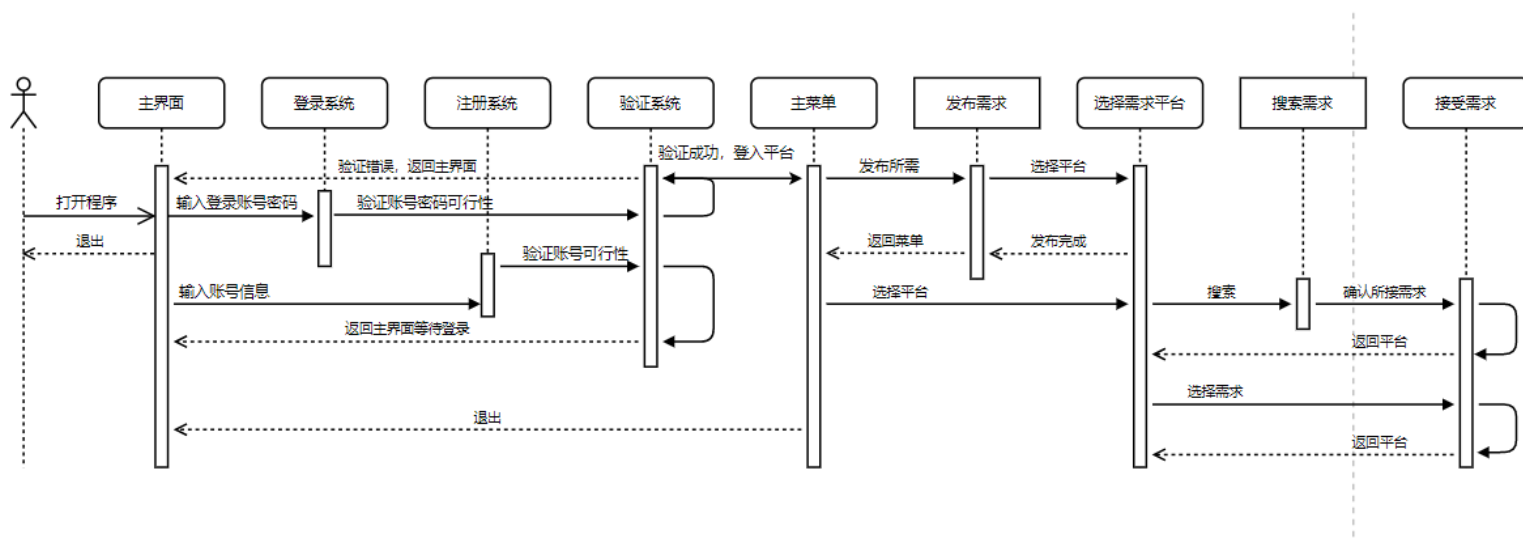 主界面
登录系统
注册系统
验证系统
主菜单
发布需求
选择需求平台
搜索需求
接受需求
验证成功，登入平台
验证错误，返回主界面
发布所需
选择平台
打开程序
输入登录账号密码
验证账号密码可行性
退出
返回菜单
发布完成
验证账号可行性
输入账号信息
选择平台
搜索
确认所接需求
返回主界面等待登录
返回平台
选择需求
退出
返回平台